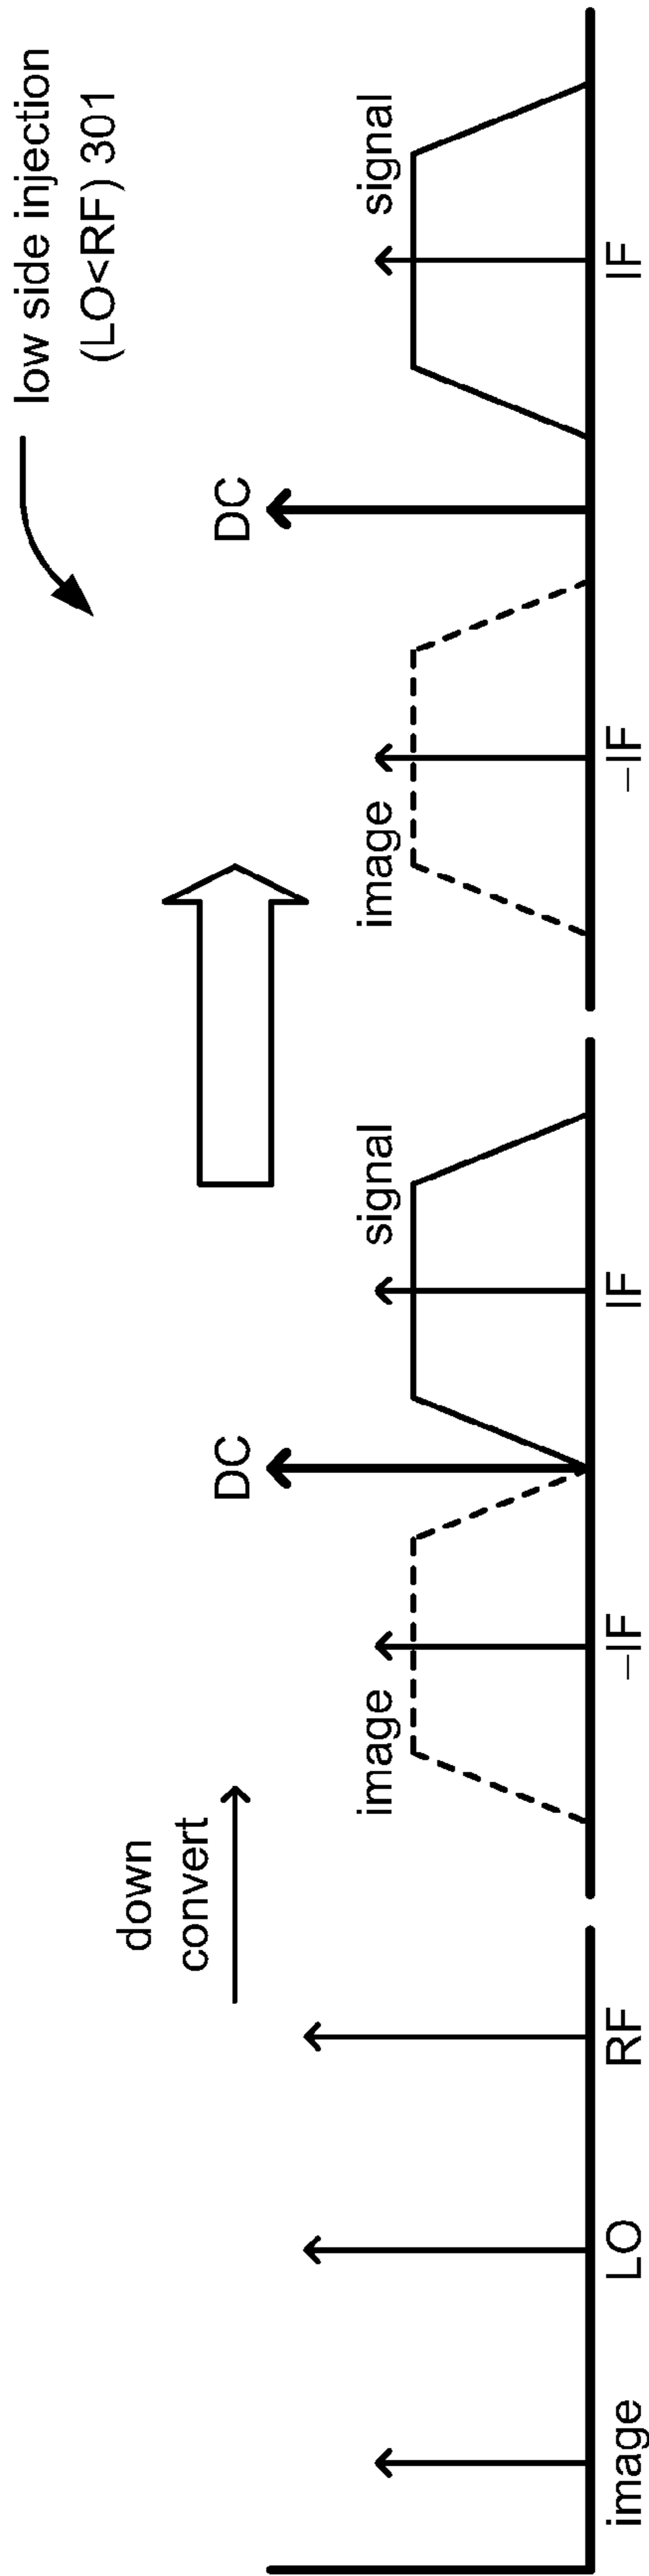 low side injection
(LO<RF) 301
down
convert
image
LO
RF
image
DC
signal
–IF
IF
image
DC
signal
–IF
IF